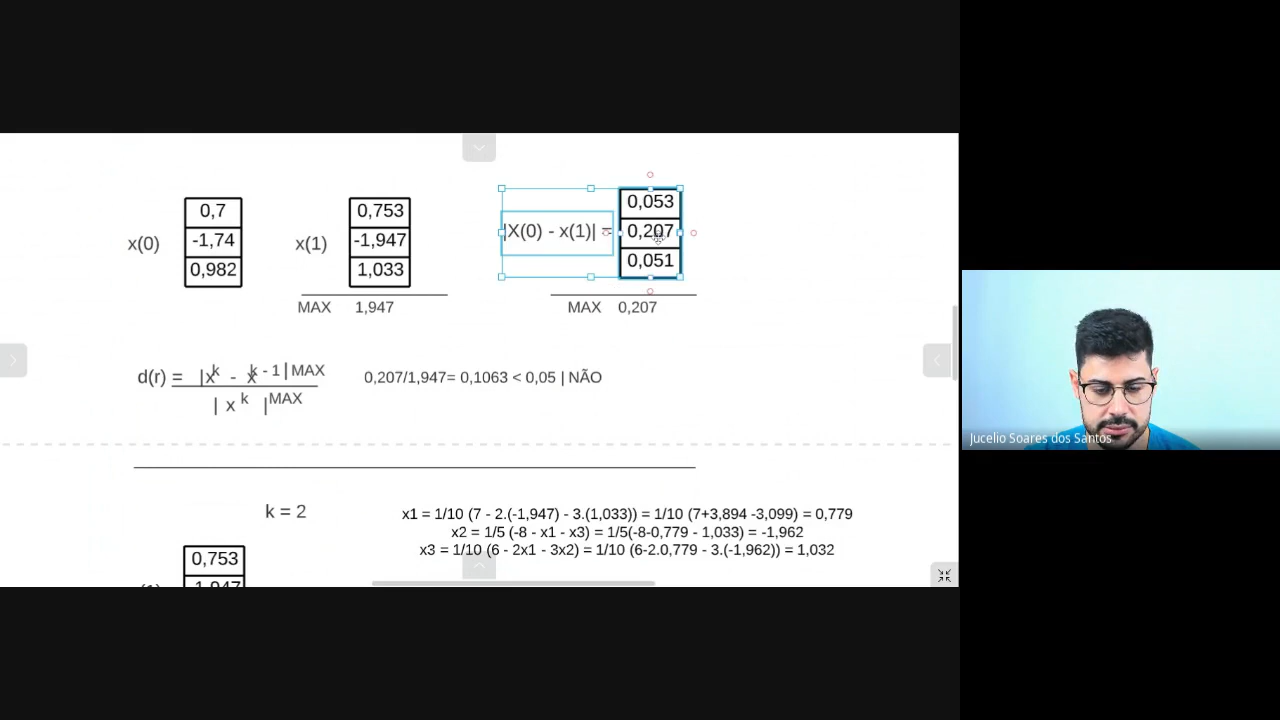 x(0)
0,7
-1,74
0,982
x(1)
0,753
-1,947
1,033
|X(0) - x(1)| =
0,053
0,207
0,051
MAX 1,947
MAX 0,207
d(r) = |x k - x k - 1 | MAX
| x k | MAX
0,207/1,947= 0,1063 < 0,05 | NÃO
Jucelio Soares dos Santos
k = 2
x1 = 1/10 (7 - 2.(-1,947) - 3.(1,033)) = 1/10 (7+3,894 -3,099) = 0,779
x2 = 1/5 (-8 - x1 - x3) = 1/5(-8-0,779 - 1,033) = -1,962
x3 = 1/10 (6 - 2x1 - 3x2) = 1/10 (6-2.0,779 - 3.(-1,962)) = 1,032
0,753